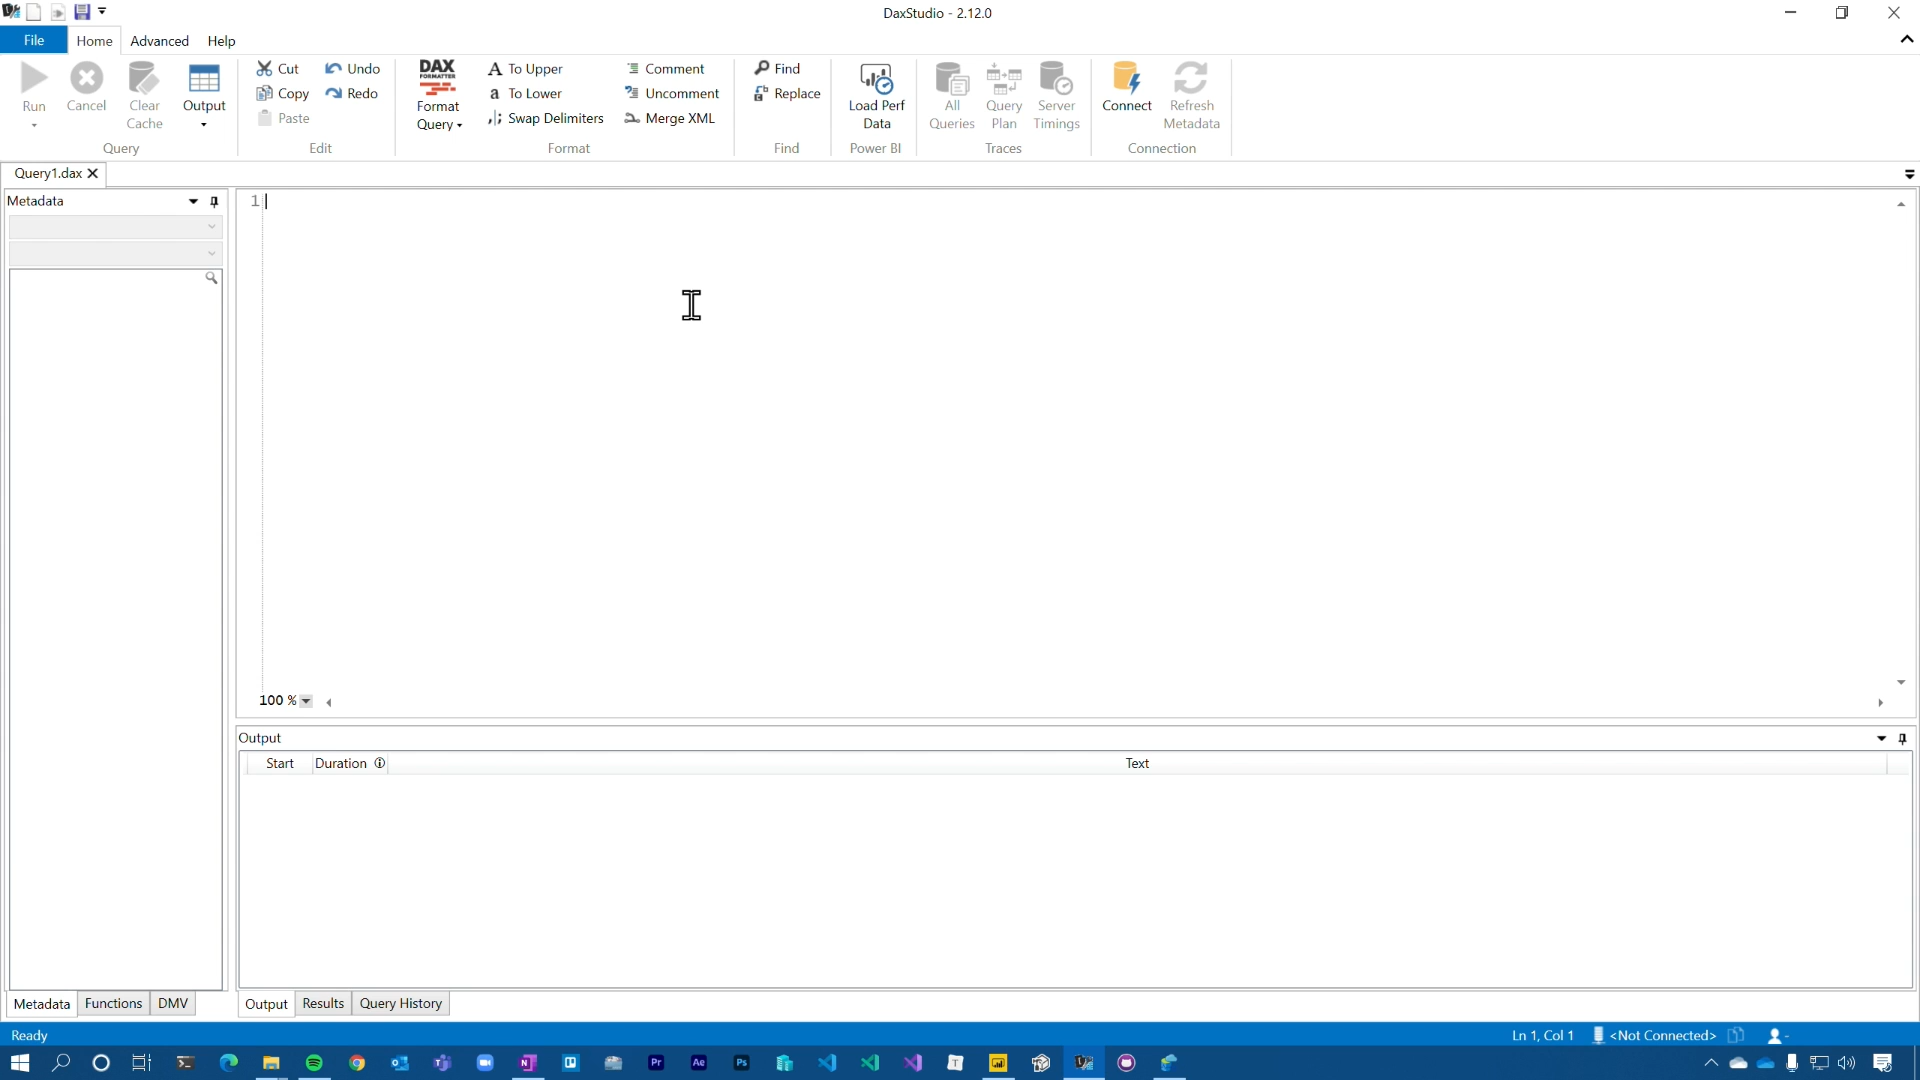 DaxStudio - 2.12.0
File Home Advanced Help
Run Cancel Clear Cache Output
Query
Cut Copy Paste Undo Redo
Edit
DAX FORMATTER
Format Query
To Upper
a To Lower
Swap Delimiters
Comment
Uncomment
Merge XML
Format
Find
Replace
Find
Load Perf Data
Power BI
All Queries Query Plan Server Timings
Traces
Connect Refresh Metadata
Connection
Query1.dax
Metadata
1
100 %
Output
Start Duration Text
Metadata Functions DMV
Output Results Query History
Ready Ln 1, Col 1 <Not Connected>
Pr Ae Ps